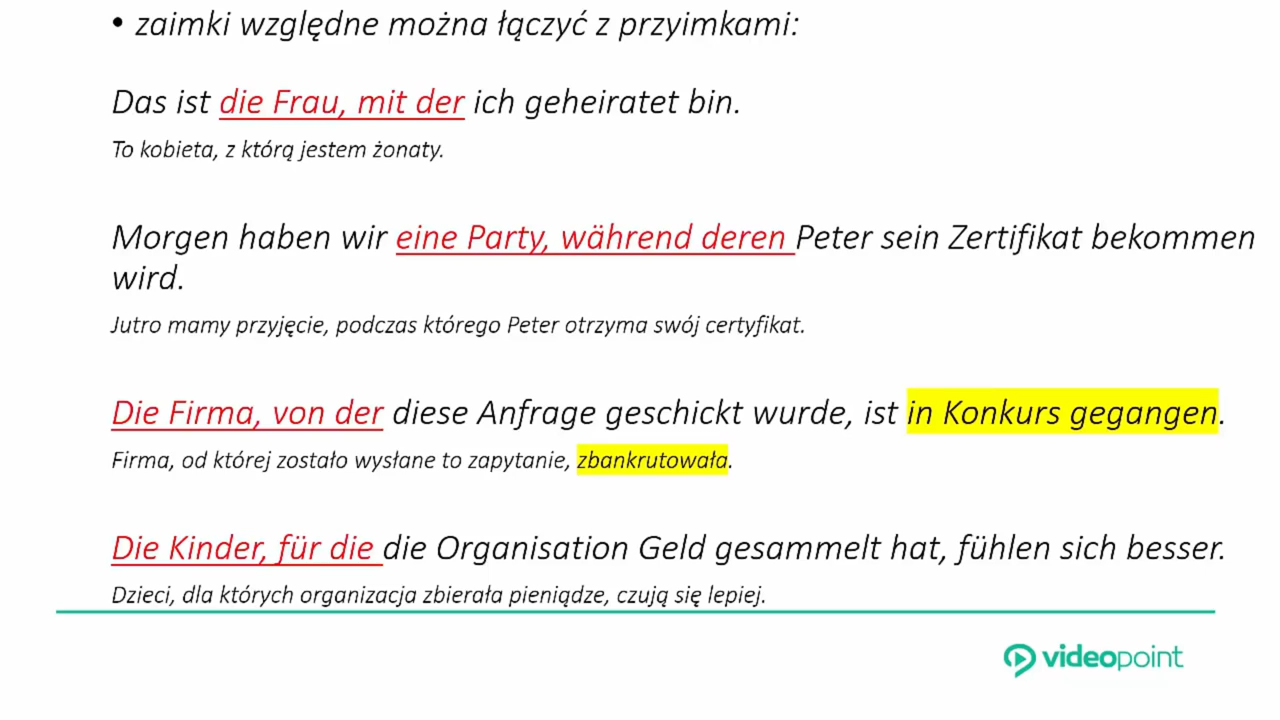 • zaimki względne można łączyć z przyimkami:
Das ist die Frau, mit der ich geheiratet bin.
To kobieta, z którą jestem żonaty.
Morgen haben wir eine Party, während deren Peter sein Zertifikat bekommen
wird.
Jutro mamy przyjęcie, podczas którego Peter otrzyma swój certyfikat.
Die Firma, von der diese Anfrage geschickt wurde, ist in Konkurs gegangen.
Firma, od której zostało wysłane to zapytanie, zbankrutowała.
Die Kinder, für die die Organisation Geld gesammelt hat, fühlen sich besser.
Dzieci, dla których organizacja zbierała pieniądze, czują się lepiej.
videopoint